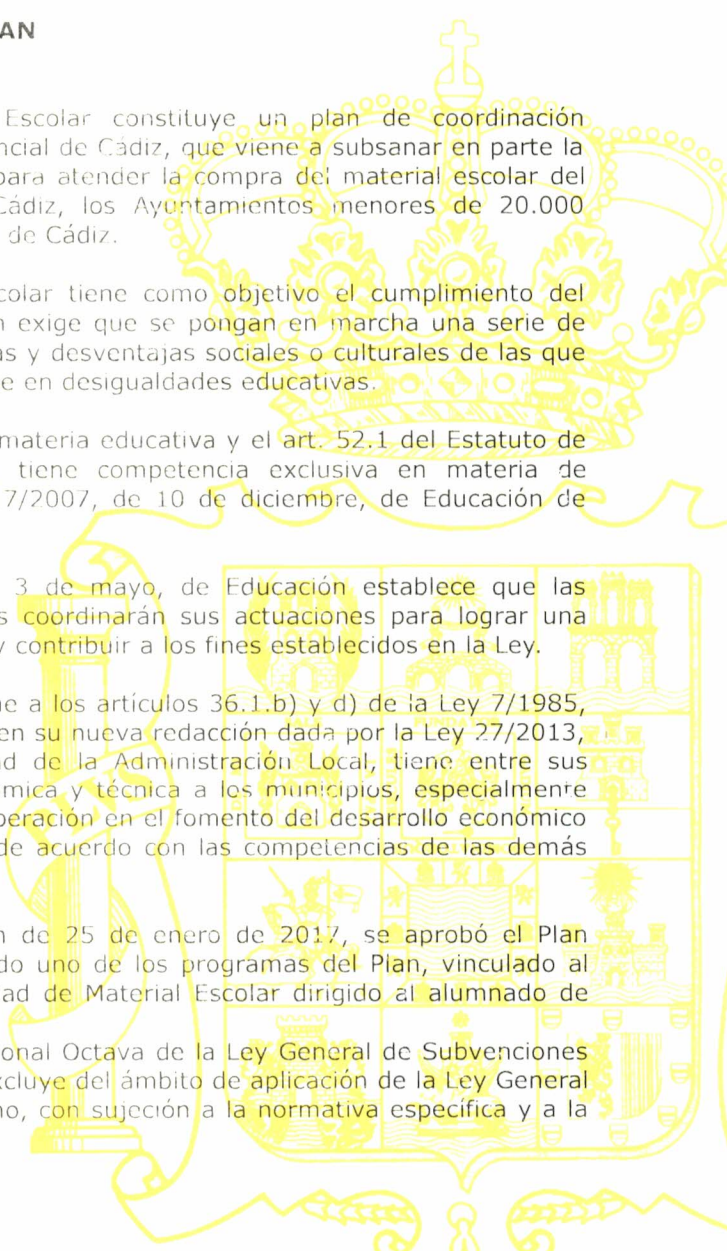 AN
Escolar constituye un plan de coordinación
ncial de Cádiz, que viene a subsanar en parte la
para atender la compra del material escolar del
Cádiz, los Ayuntamientos menores de 20.000
de Cádiz.
colar tiene como objetivo el cumplimiento del
n exige que se pongan en marcha una serie de
as y desventajas sociales o culturales de las que
e en desigualdades educativas.
materia educativa y el art. 52.1 del Estatuto de
tiene competencia exclusiva en materia de
7/2007, de 10 de diciembre, de Educación de
3 de mayo, de Educación establece que las
s coordinarán sus actuaciones para lograr una
y contribuir a los fines establecidos en la Ley.
ne a los artículos 36.1.b) y d) de la Ley 7/1985,
en su nueva redacción dada por la Ley 27/2013,
ad de la Administración Local, tiene entre sus
ómica y técnica a los municipios, especialmente
peración en el fomento del desarrollo económico
de acuerdo con las competencias de las demás
n de 25 de enero de 2017, se aprobó el Plan
do uno de los programas del Plan, vinculado al
ad de Material Escolar dirigido al alumnado de
onal Octava de la Ley General de Subvenciones
xcluye del ámbito de aplicación de la Ley General
no, con sujeción a la normativa específica y a la